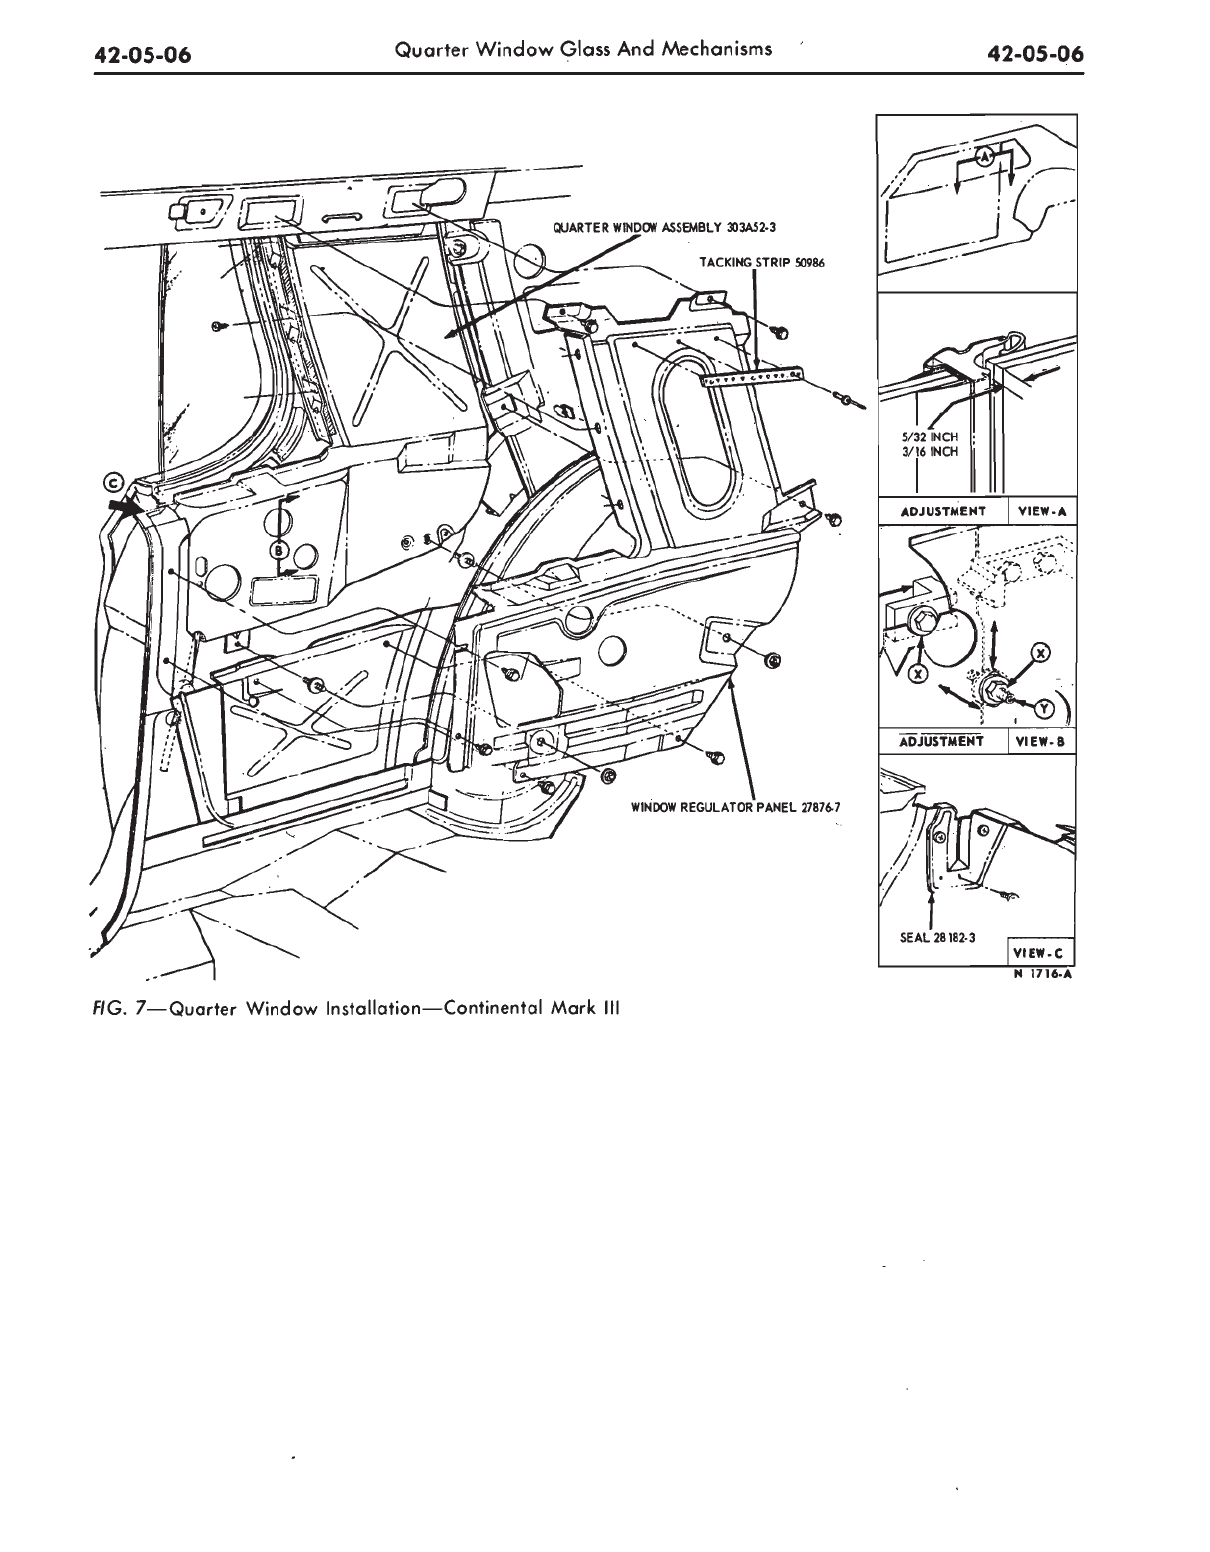 42-05-06 Quarter Window Glass And Mechanisms 42-05-06
A
QUARTER WINDOW ASSEMBLY 303A52-3
TACKING STRIP 50986
5/32 INCH
3/16 INCH
C
ADJUSTMENT VIEW-A
B
X
X
Y
ADJUSTMENT VIEW-B
WINDOW REGULATOR PANEL 27876-7
SEAL 28182-3
VIEW-C
N 1716-A
FIG. 7—Quarter Window Installation—Continental Mark III